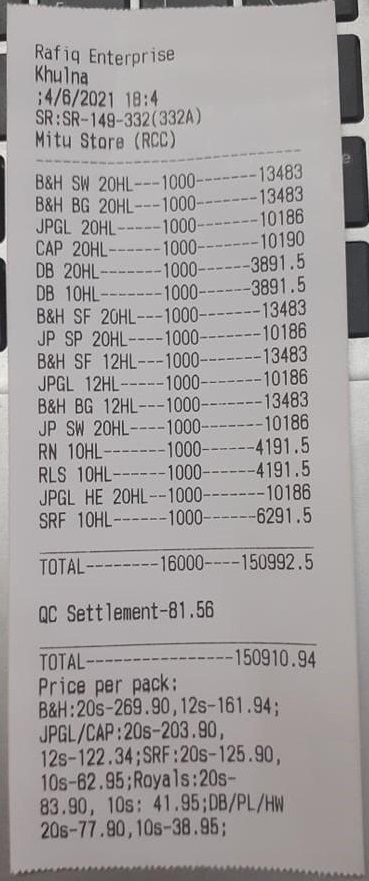 Rafiq Enterprise
Khulna
;4/6/2021 18:4
SR:SR-149-332(332A)
Mitu Store (RCC)
B&H SW 20HL---1000-------13483
B&H BG 20HL---1000-------13483
JPGL 20HL-----1000-------10186
CAP 20HL------1000-------10190
DB 20HL-------1000------3891.5
DB 10HL-------1000------3891.5
B&H SF 20HL---1000-------13483
JP SP 20HL----1000-------10186
B&H SF 12HL---1000-------13483
JPGL 12HL-----1000-------10186
B&H BG 12HL---1000-------13483
JP SW 20HL----1000-------10186
RN 10HL-------1000------4191.5
RLS 10HL------1000------4191.5
JPGL HE 20HL--1000-------10186
SRF 10HL------1000------6291.5
TOTAL--------16000----150992.5
QC Settlement-81.56
TOTAL----------------150910.94
Price per pack:
B&H:20s-269.90,12s-161.94;
JPGL/CAP:20s-203.90,
12s-122.34;SRF:20s-125.90,
10s-62.95;Royals:20s-
83.90, 10s: 41.95;DB/PL/HW
20s-77.90,10s-38.95;